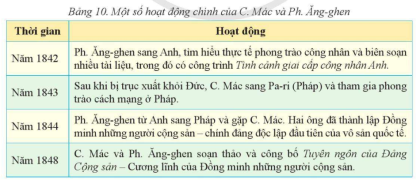 Bảng 10. Một số hoạt động chính của C. Mác và Ph. Ăng-ghen
Thời gian Hoạt động
Năm 1842 Ph. Ăng-ghen sang Anh, tìm hiểu thực tế phong trào công nhân và biên soạn
nhiều tài liệu, trong đó có công trình Tình cảnh giai cấp công nhân Anh.
Năm 1843 Sau khi bị trục xuất khỏi Đức, C. Mác sang Pa-ri (Pháp) và tham gia phong
trào cách mạng ở Pháp.
Năm 1844 Ph. Ăng-ghen từ Anh sang Pháp và gặp C. Mác. Hai ông đã thành lập Đồng
minh những người cộng sản – chính đảng độc lập đầu tiên của vô sản quốc tế.
Năm 1848 C. Mác và Ph. Ăng-ghen soạn thảo và công bố Tuyên ngôn của Đảng
Cộng sản – Cương lĩnh của Đồng minh những người cộng sản.